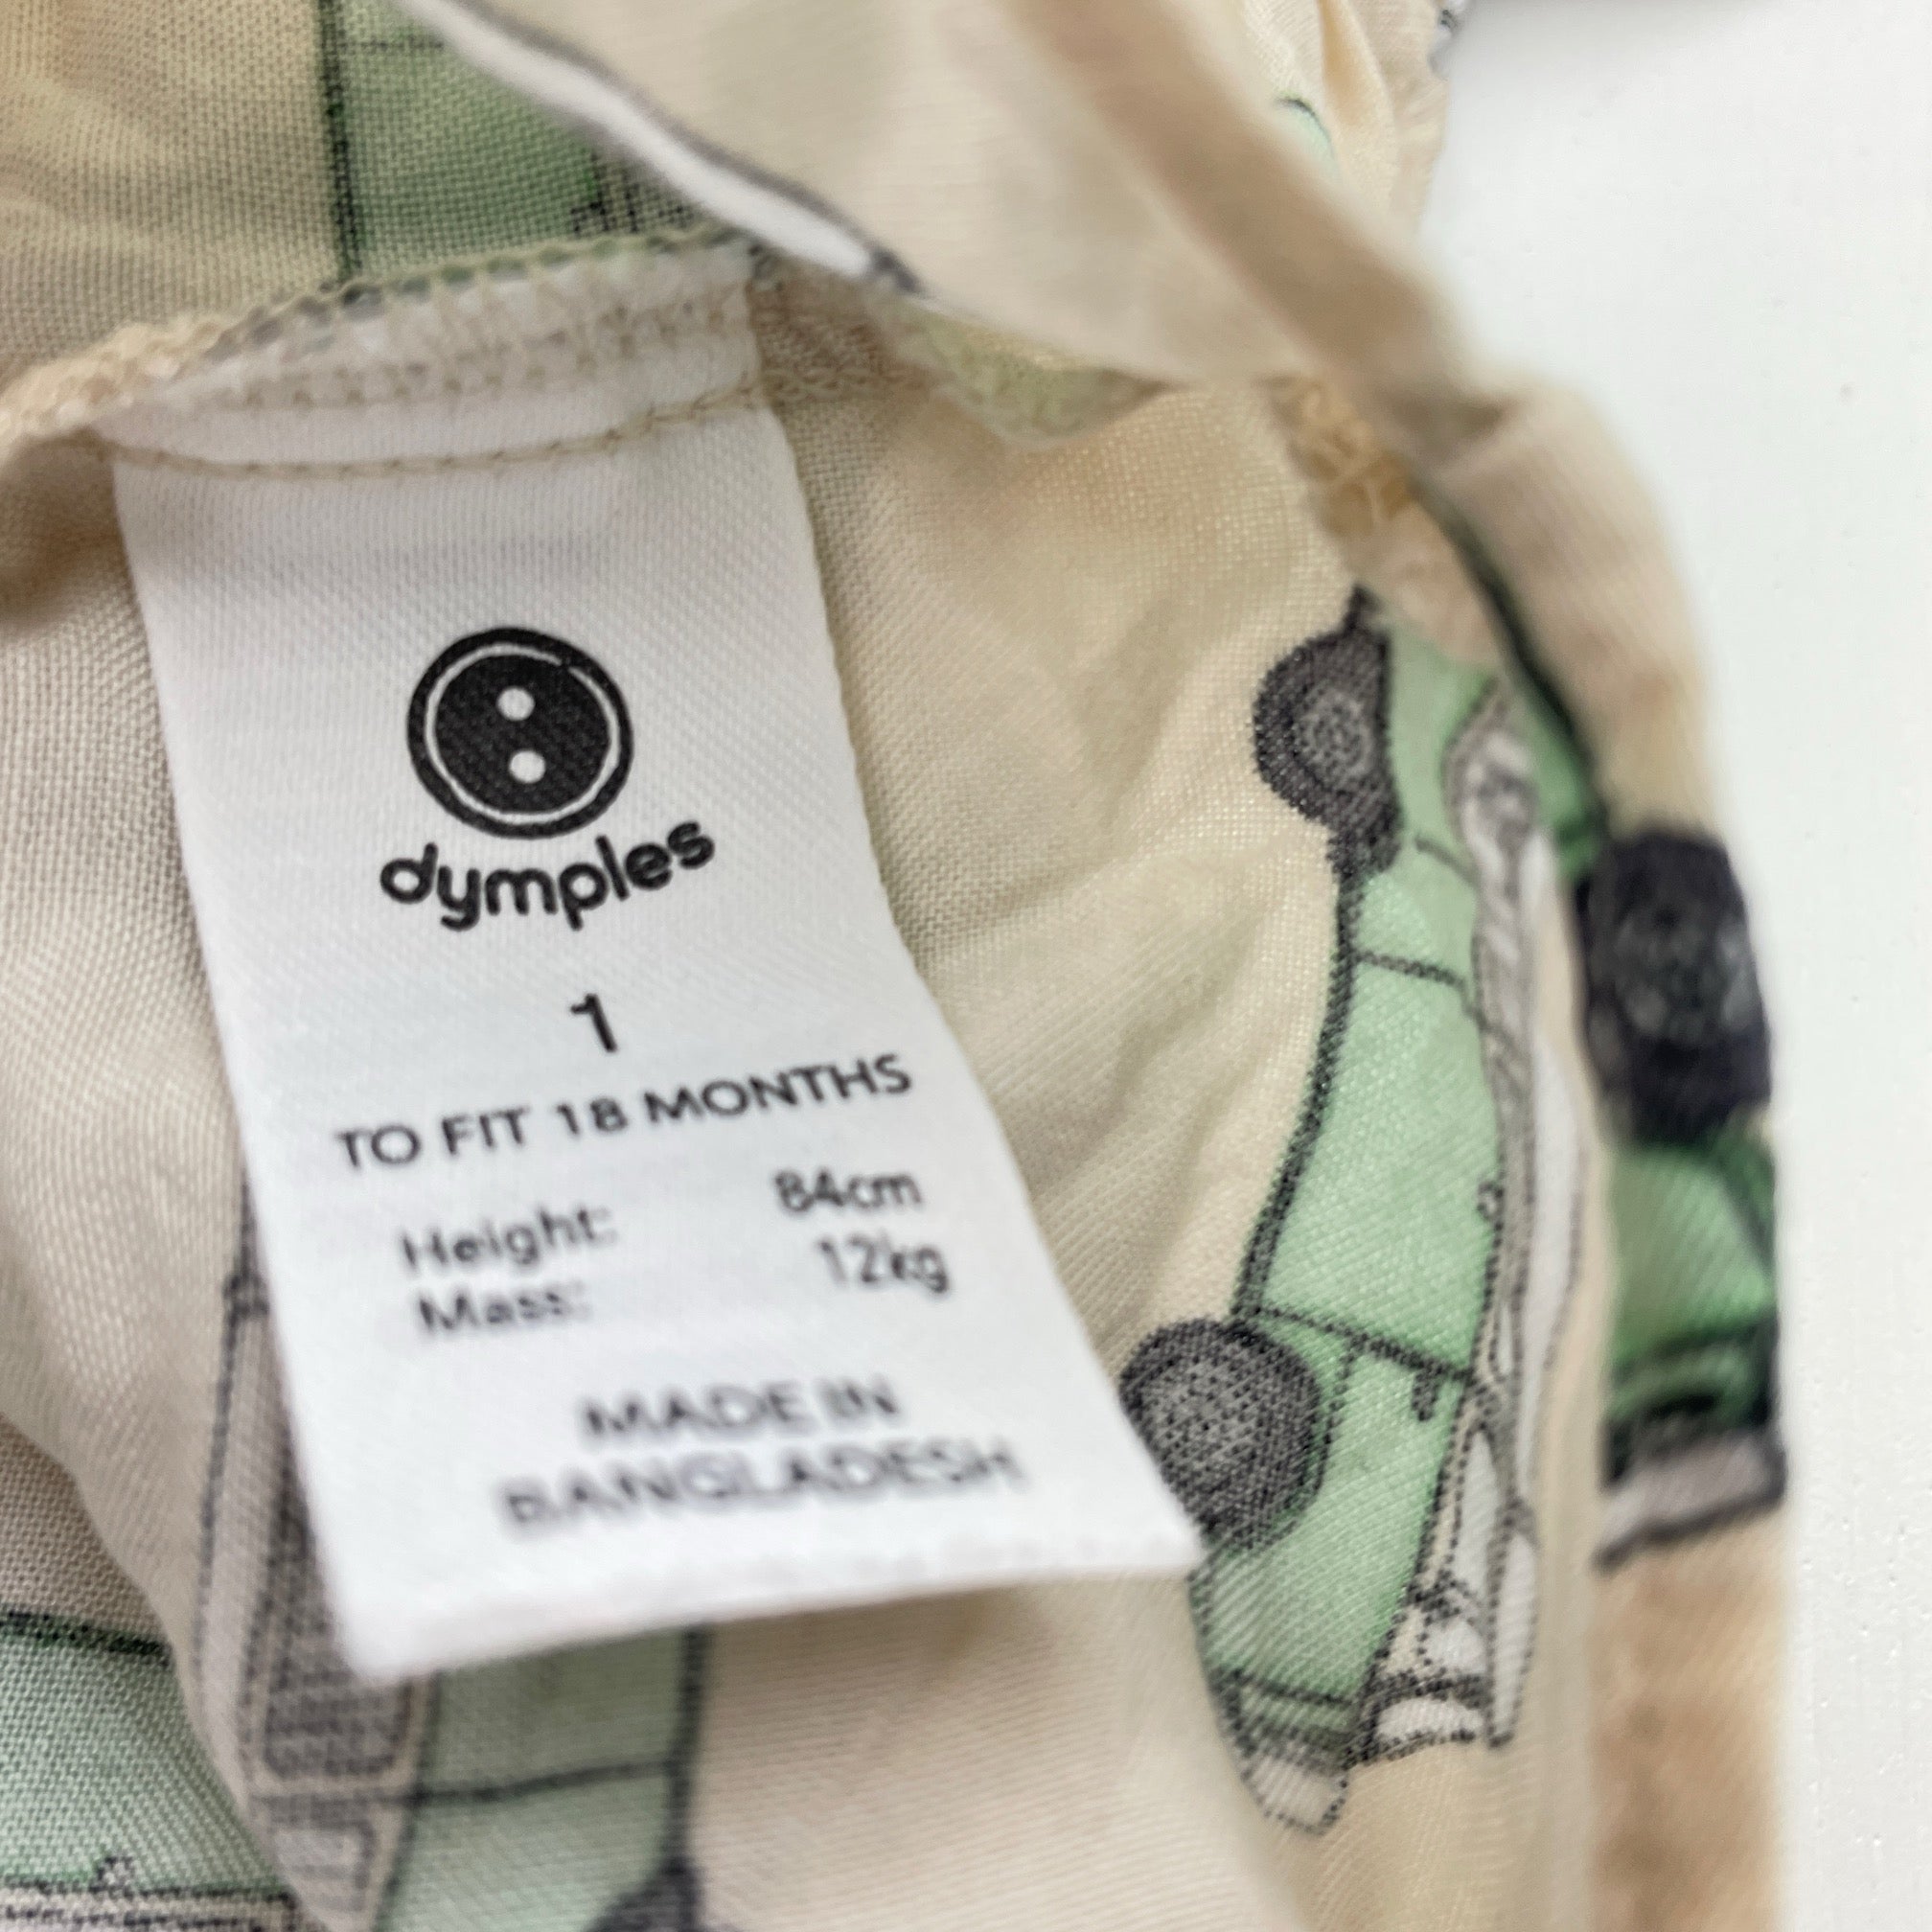 dymples
1
TO FIT 18 MONTHS
Height: 84cm
Mass: 12kg
MADE IN
BANGLADESH